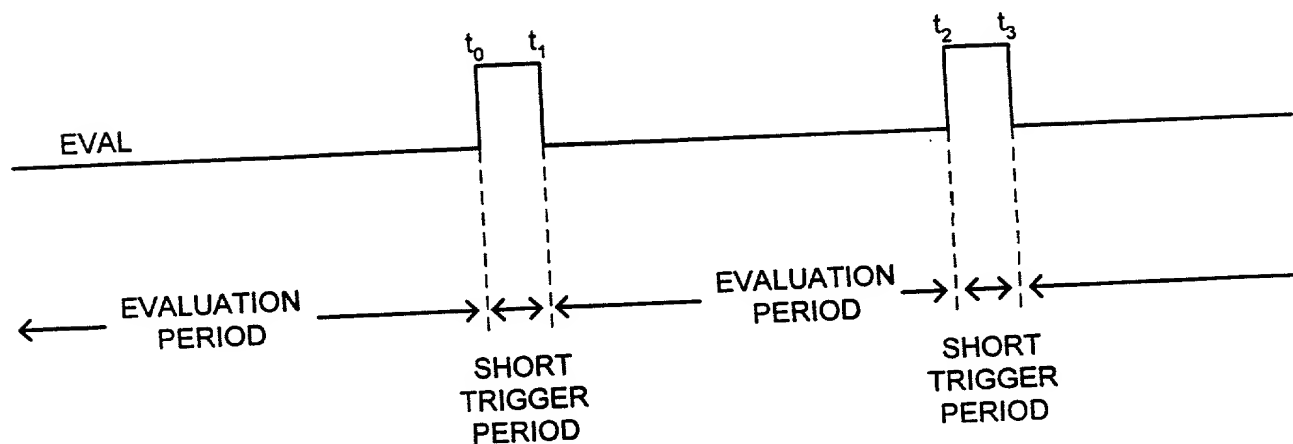 t0 t1 t2 t3
EVAL
EVALUATION
PERIOD
EVALUATION
PERIOD
SHORT
TRIGGER
PERIOD
SHORT
TRIGGER
PERIOD